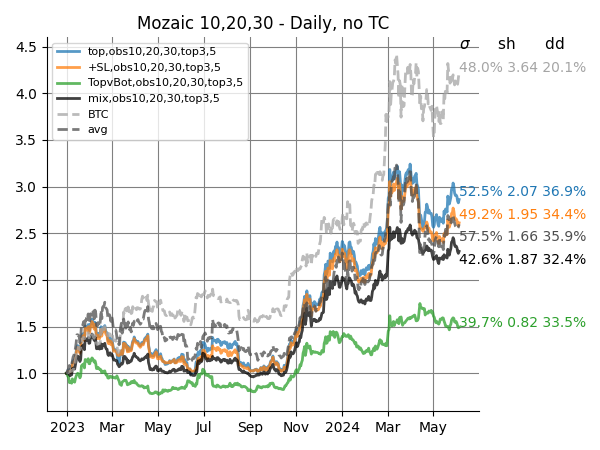 Mozaic 10,20,30 - Daily, no TC
σ sh dd
4.5
4.0
3.5
3.0
2.5
2.0
1.5
1.0
top,obs10,20,30,top3,5
+SL,obs10,20,30,top3,5
TopvBot,obs10,20,30,top3,5
mix,obs10,20,30,top3,5
BTC
avg
48.0% 3.64 20.1%
52.5% 2.07 36.9%
49.2% 1.95 34.4%
57.5% 1.66 35.9%
42.6% 1.87 32.4%
39.7% 0.82 33.5%
2023 Mar May Jul Sep Nov 2024 Mar May